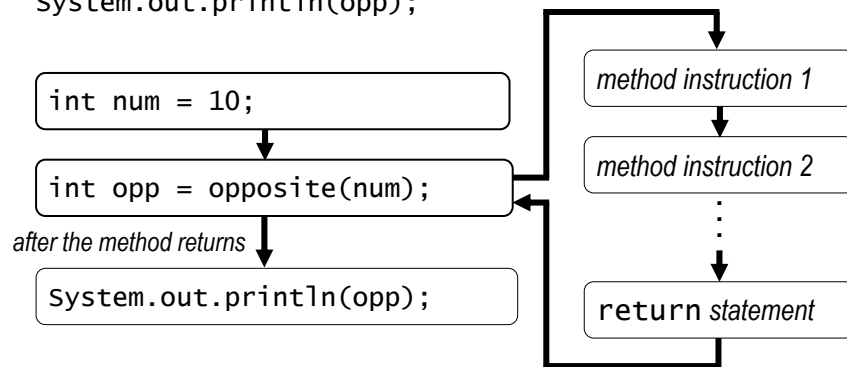 System.out.println(opp);
int num = 10;
int opp = opposite(num);
after the method returns
System.out.println(opp);
method instruction 1
method instruction 2
return statement